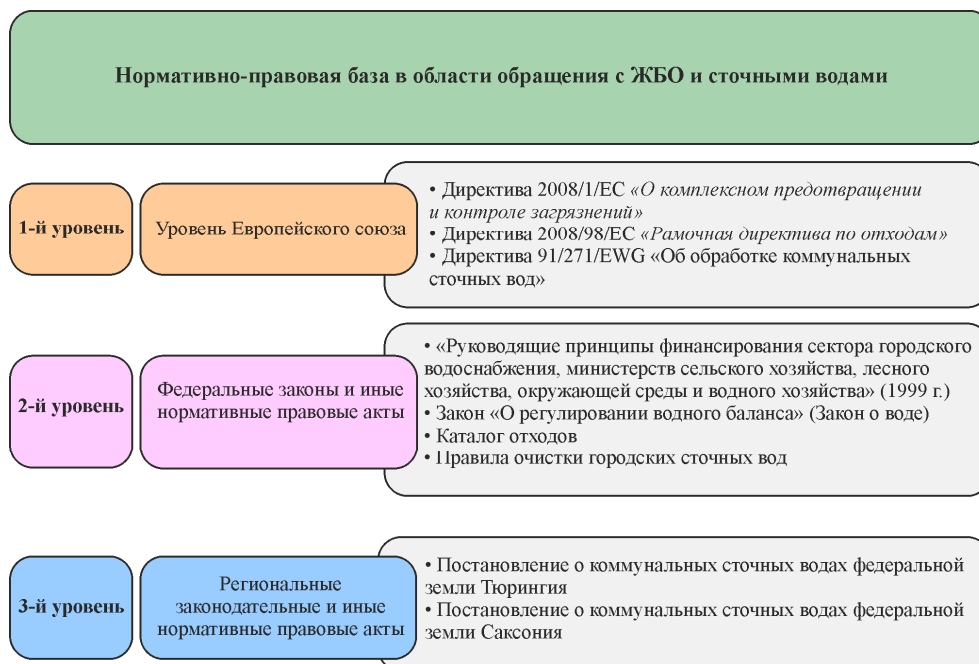 Нормативно-правовая база в области обращения с ЖБО и сточными водами
1-й уровень
Уровень Европейского союза
• Директива 2008/1/ЕС «О комплексном предотвращении
и контроле загрязнений»
• Директива 2008/98/ЕС «Рамочная директива по отходам»
• Директива 91/271/EWG «Об обработке коммунальных
сточных вод»
2-й уровень
Федеральные законы и иные
нормативные правовые акты
• «Руководящие принципы финансирования сектора городского
водоснабжения, министерств сельского хозяйства, лесного
хозяйства, окружающей среды и водного хозяйства» (1999 г.)
• Закон «О регулировании водного баланса» (Закон о воде)
• Каталог отходов
• Правила очистки городских сточных вод
3-й уровень
Региональные
законодательные и иные
нормативные правовые акты
• Постановление о коммунальных сточных водах федеральной
земли Тюрингия
• Постановление о коммунальных сточных водах федеральной
земли Саксония